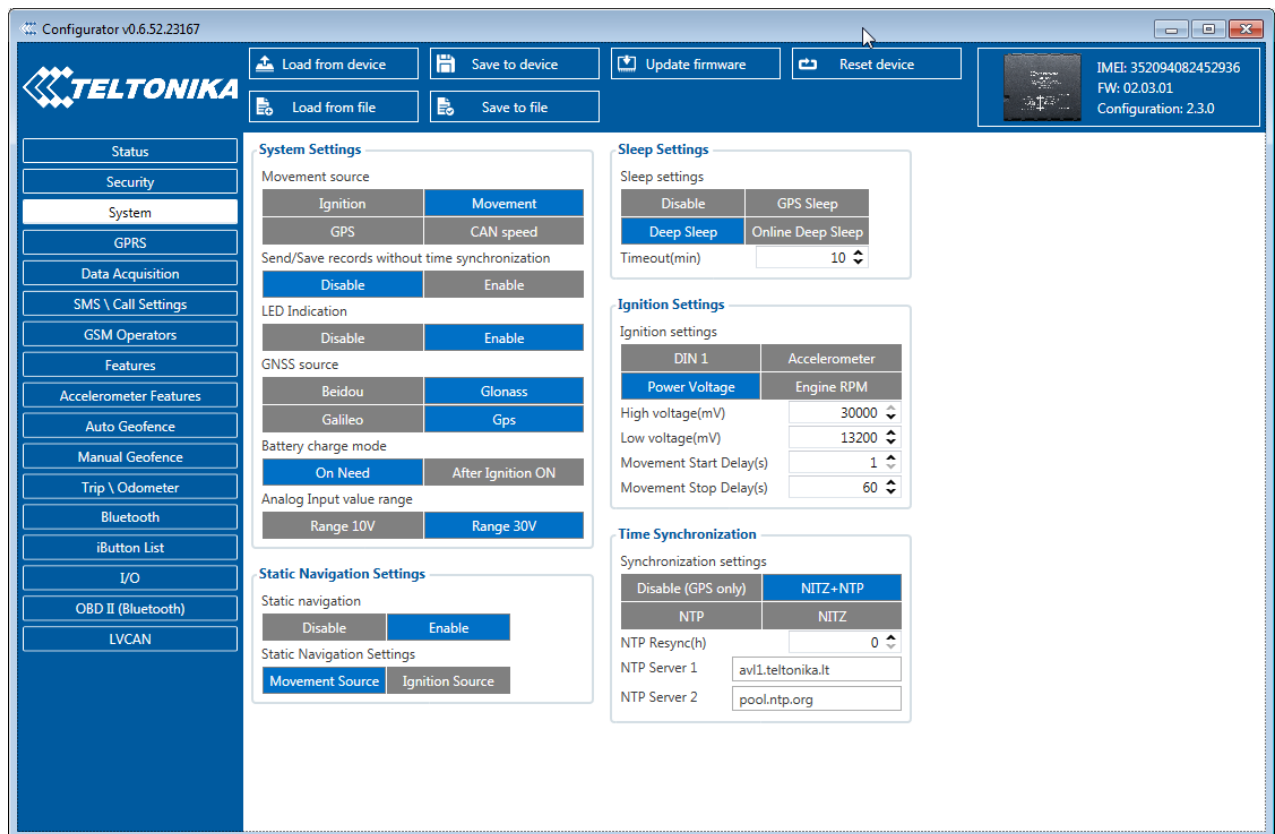 Configurator v0.6.52.23167
TELTONIKA
Load from device
Save to device
Update firmware
Reset device
Load from file
Save to file
IMEI: 352094082452936
FW: 02.03.01
Configuration: 2.3.0
Status
Security
System
GPRS
Data Acquisition
SMS \ Call Settings
GSM Operators
Features
Accelerometer Features
Auto Geofence
Manual Geofence
Trip \ Odometer
Bluetooth
iButton List
I/O
OBD II (Bluetooth)
LVCAN
System Settings
Movement source
Ignition Movement
GPS CAN speed
Send/Save records without time synchronization
Disable Enable
LED Indication
Disable Enable
GNSS source
Beidou Glonass
Galileo Gps
Battery charge mode
On Need After Ignition ON
Analog Input value range
Range 10V Range 30V
Static Navigation Settings
Static navigation
Disable Enable
Static Navigation Settings
Movement Source Ignition Source
Sleep Settings
Sleep settings
Disable GPS Sleep
Deep Sleep Online Deep Sleep
Timeout(min) 10
Ignition Settings
Ignition settings
DIN 1 Accelerometer
Power Voltage Engine RPM
High voltage(mV) 30000
Low voltage(mV) 13200
Movement Start Delay(s) 1
Movement Stop Delay(s) 60
Time Synchronization
Synchronization settings
Disable (GPS only) NITZ+NTP
NTP NITZ
NTP Resync(h) 0
NTP Server 1 avl1.teltonika.lt
NTP Server 2 pool.ntp.org